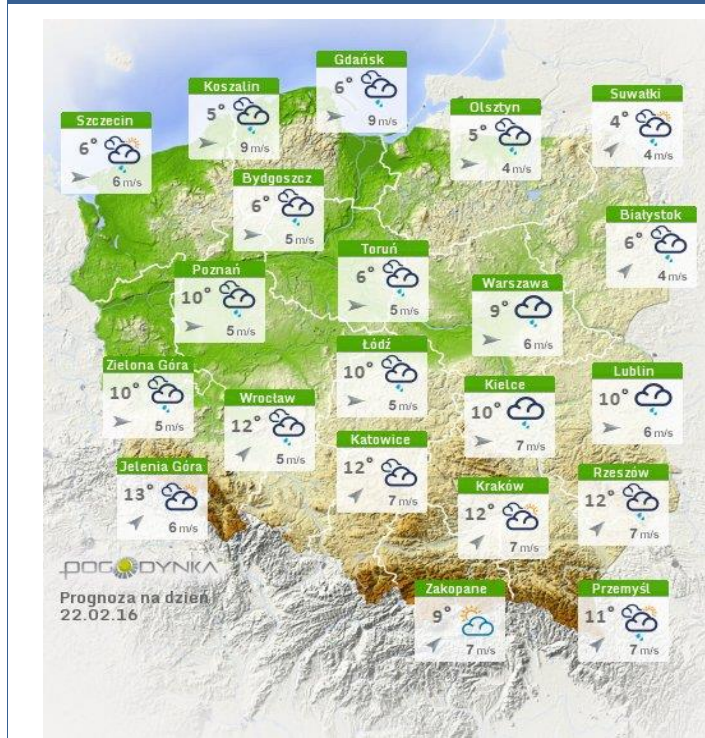 Gdańsk
6°
9 m/s
Koszalin
5°
9 m/s
Suwałki
4°
4 m/s
Olsztyn
5°
4 m/s
Szczecin
6°
6 m/s
Bydgoszcz
6°
5 m/s
Białystok
6°
4 m/s
Toruń
6°
5 m/s
Poznań
10°
5 m/s
Warszawa
9°
6 m/s
Łódź
10°
5 m/s
Zielona Góra
10°
5 m/s
Lublin
10°
6 m/s
Kielce
10°
7 m/s
Wrocław
12°
5 m/s
Katowice
12°
7 m/s
Jelenia Góra
13°
6 m/s
Rzeszów
12°
7 m/s
Kraków
12°
7 m/s
POGODYNKA
Prognoza na dzień
22.02.16
Zakopane
9°
7 m/s
Przemyśl
11°
7 m/s